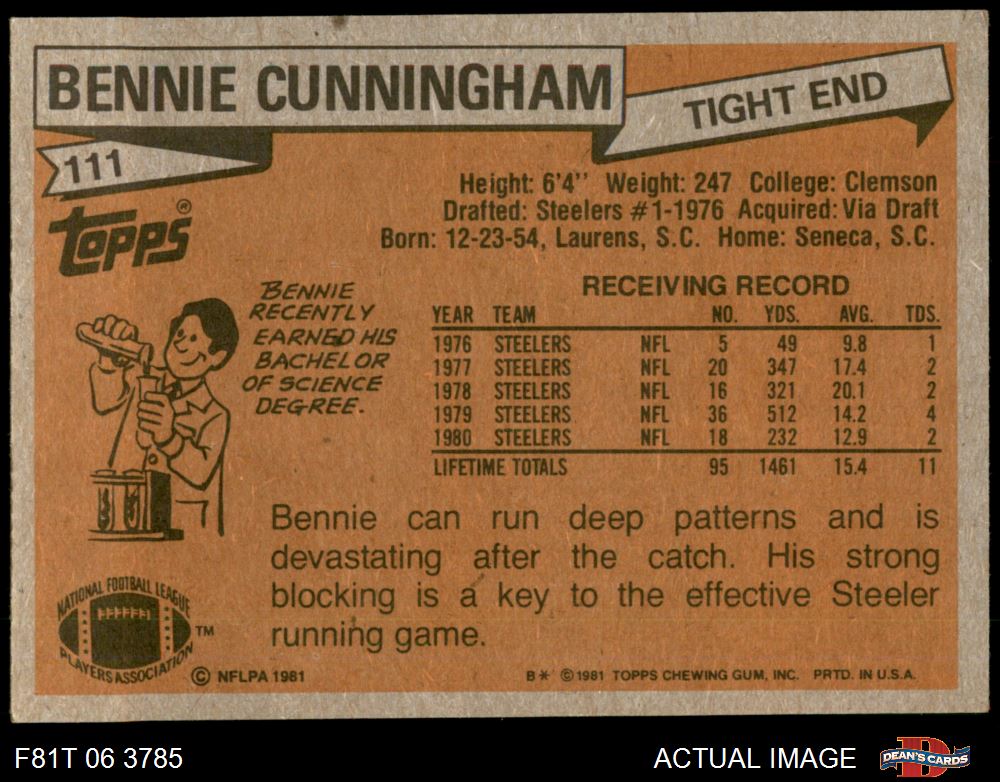 BENNIE CUNNINGHAM
TIGHT END
111
Topps®
Height: 6'4'' Weight: 247 College: Clemson
Drafted: Steelers #1-1976 Acquired: Via Draft
Born: 12-23-54, Laurens, S.C. Home: Seneca, S.C.
BENNIE
RECENTLY
EARNED HIS
BACHELOR
OF SCIENCE
DEGREE.
RECEIVING RECORD
YEAR TEAM NO. YDS. AVG. TDS.
1976 STEELERS NFL 5 49 9.8 1
1977 STEELERS NFL 20 347 17.4 2
1978 STEELERS NFL 16 321 20.1 2
1979 STEELERS NFL 36 512 14.2 4
1980 STEELERS NFL 18 232 12.9 2
LIFETIME TOTALS 95 1461 15.4 11
Bennie can run deep patterns and is
devastating after the catch. His strong
blocking is a key to the effective Steeler
running game.
NATIONAL FOOTBALL LEAGUE
PLAYERS ASSOCIATION
TM
© NFLPA 1981
B* © 1981 TOPPS CHEWING GUM, INC. PRTD. IN U.S.A.
F81T 06 3785
ACTUAL IMAGE
DEAN'S CARDS